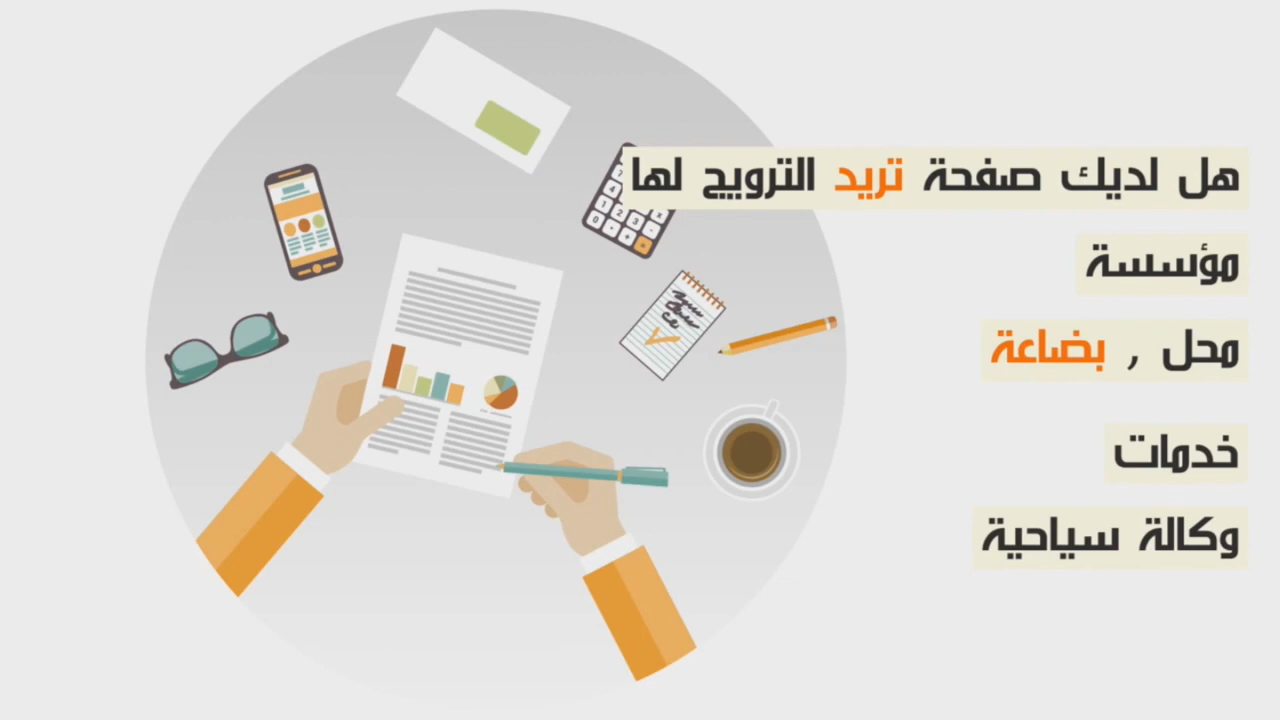 هل لديك صفحة تريد الترويج لها
مؤسسة
محل , بضاعة
خدمات
وكالة سياحية